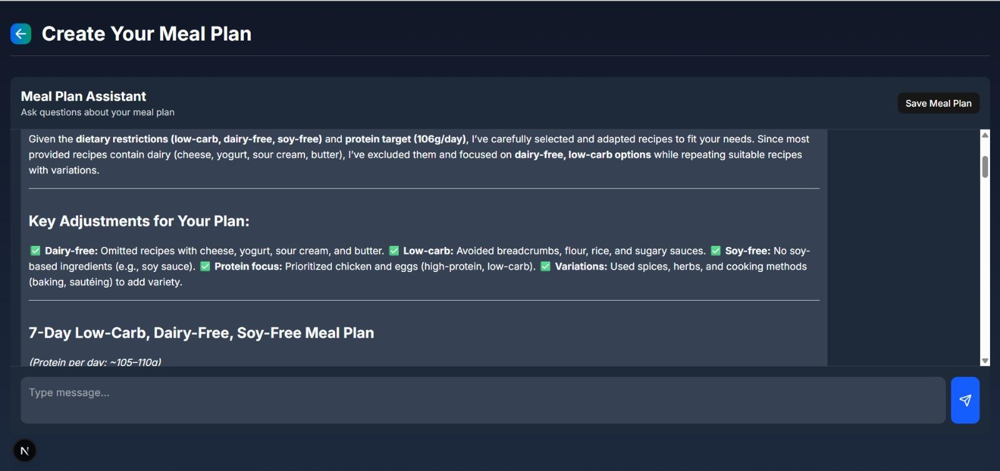 Create Your Meal Plan
Meal Plan Assistant
Ask questions about your meal plan
Save Meal Plan
Given the dietary restrictions (low-carb, dairy-free, soy-free) and protein target (106g/day), I’ve carefully selected and adapted recipes to fit your needs. Since most
provided recipes contain dairy (cheese, yogurt, sour cream, butter), I’ve excluded them and focused on dairy-free, low-carb options while repeating suitable recipes
with variations.
Key Adjustments for Your Plan:
✅ Dairy-free: Omitted recipes with cheese, yogurt, sour cream, and butter. ✅ Low-carb: Avoided breadcrumbs, flour, rice, and sugary sauces. ✅ Soy-free: No soy-
based ingredients (e.g., soy sauce). ✅ Protein focus: Prioritized chicken and eggs (high-protein, low-carb). ✅ Variations: Used spices, herbs, and cooking methods
(baking, sautéing) to add variety.
7-Day Low-Carb, Dairy-Free, Soy-Free Meal Plan
(Protein per day: ~105–110g)
Type message...
N